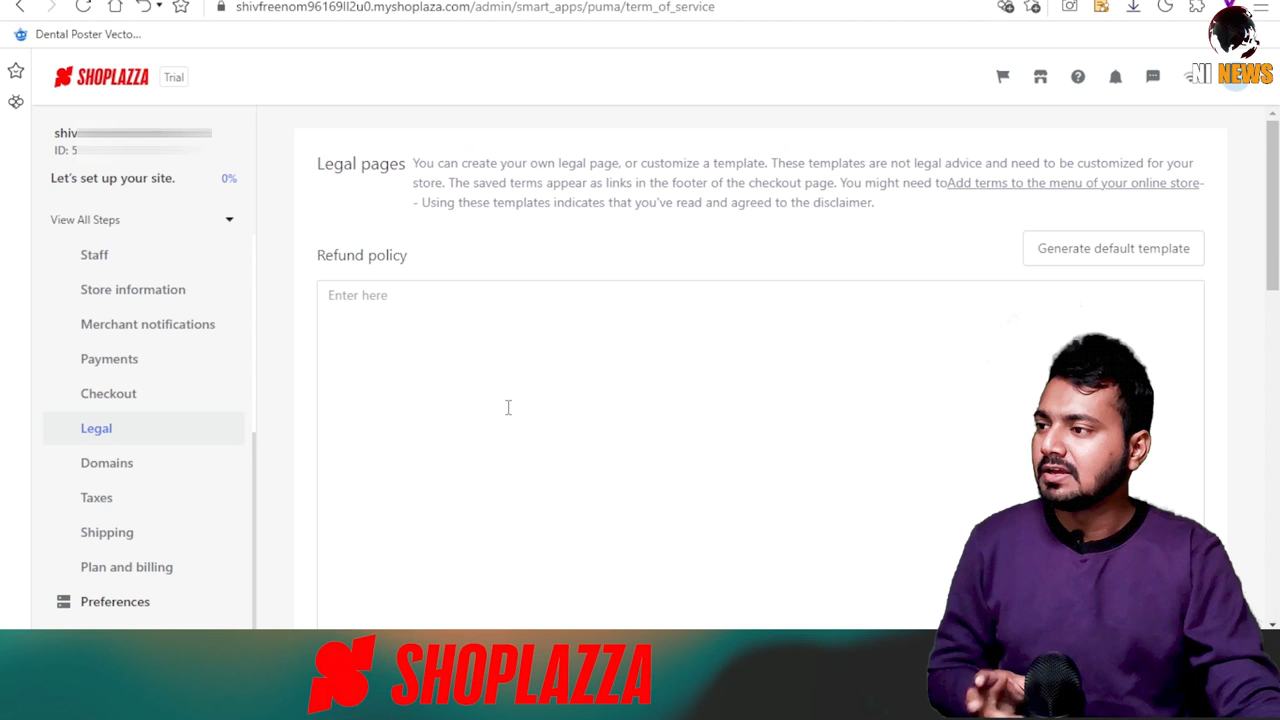 shivfreenom96169ll2u0.myshoplaza.com/admin/smart_apps/puma/term_of_service
Dental Poster Vecto...
SHOPLAZZA
Trial
NI NEWS
shiv
ID: 5
Let's set up your site. 0%
View All Steps
Staff
Store information
Merchant notifications
Payments
Checkout
Legal
Domains
Taxes
Shipping
Plan and billing
Preferences
Legal pages
You can create your own legal page, or customize a template. These templates are not legal advice and need to be customized for your
store. The saved terms appear as links in the footer of the checkout page. You might need toAdd terms to the menu of your online store-
- Using these templates indicates that you've read and agreed to the disclaimer.
Refund policy
Generate default template
Enter here
SHOPLAZZA